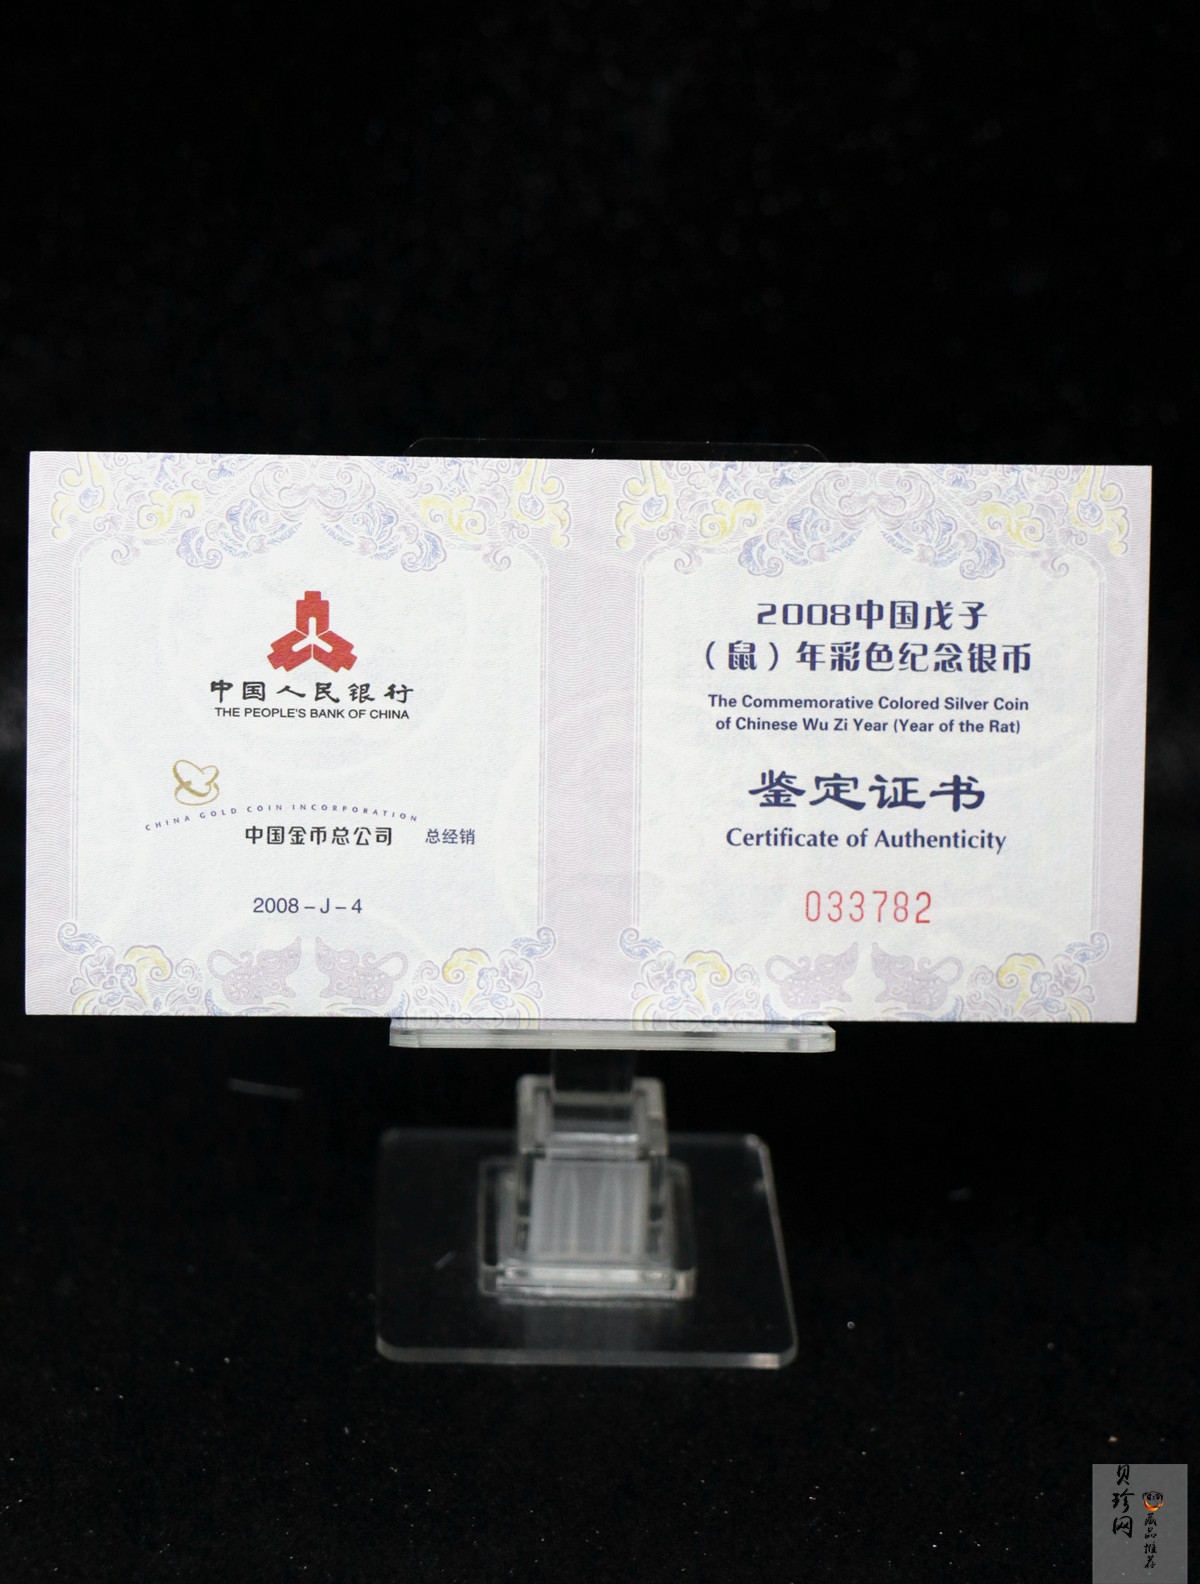 中国人民银行
THE PEOPLE'S BANK OF CHINA
CHINA GOLD COIN INCORPORATION
中国金币总公司 总经销
2008－J－4
2008中国戊子
（鼠）年彩色纪念银币
The Commemorative Colored Silver Coin
of Chinese Wu Zi Year (Year of the Rat)
鉴定证书
Certificate of Authenticity
033782
贝珍网
藏品推荐